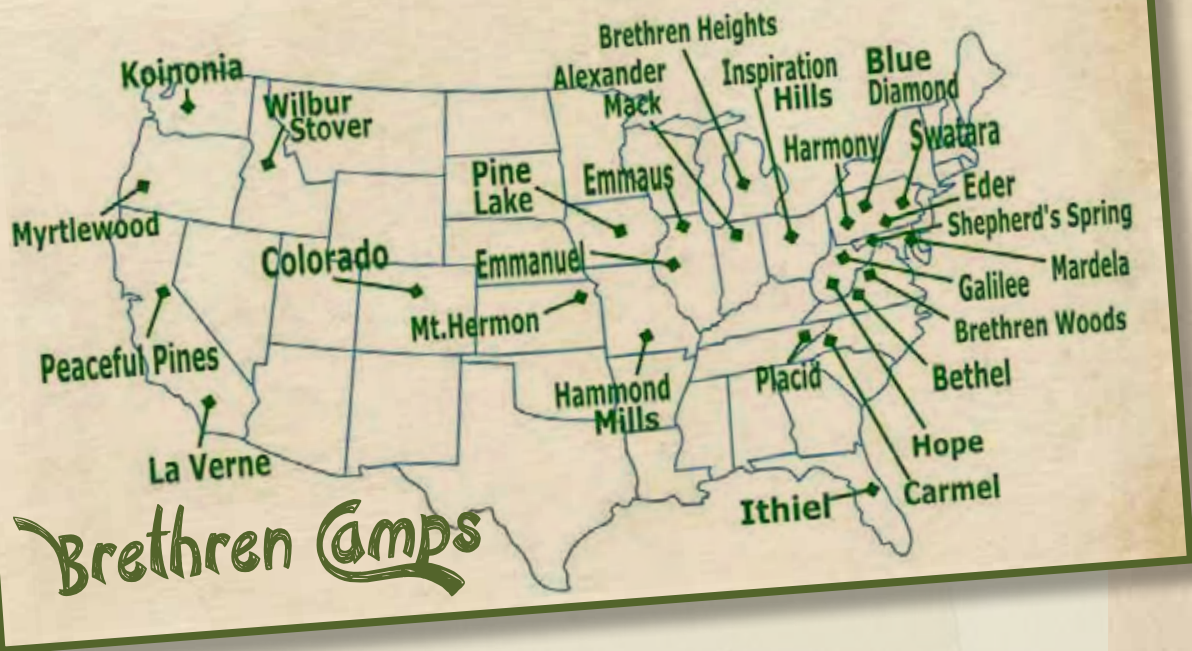 Brethren Heights
Koinonia
Alexander
Mack
Inspiration
Hills
Blue
Diamond
Wilbur
Stover
Harmony
Swatara
Pine
Lake
Emmaus
Eder
Myrtlewood
Shepherd's Spring
Colorado
Emmanuel
Mardela
Galilee
Mt.Hermon
Brethren Woods
Peaceful Pines
Placid
Bethel
Hammond
Mills
Hope
La Verne
Ithiel
Carmel
Brethren Camps